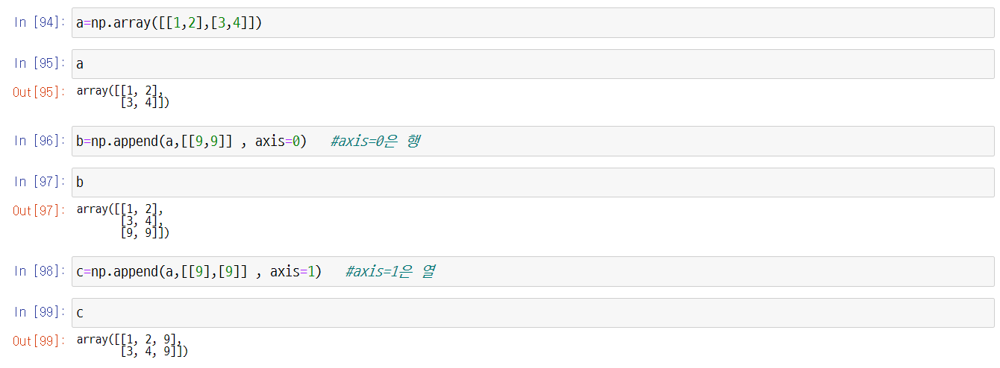 In [94]: a=np.array([[1,2],[3,4]])
In [95]: a
Out[95]: array([[1, 2],
[3, 4]])
In [96]: b=np.append(a,[[9,9]] , axis=0)   #axis=0은 행
In [97]: b
Out[97]: array([[1, 2],
[3, 4],
[9, 9]])
In [98]: c=np.append(a,[[9],[9]] , axis=1)   #axis=1은 열
In [99]: c
Out[99]: array([[1, 2, 9],
[3, 4, 9]])